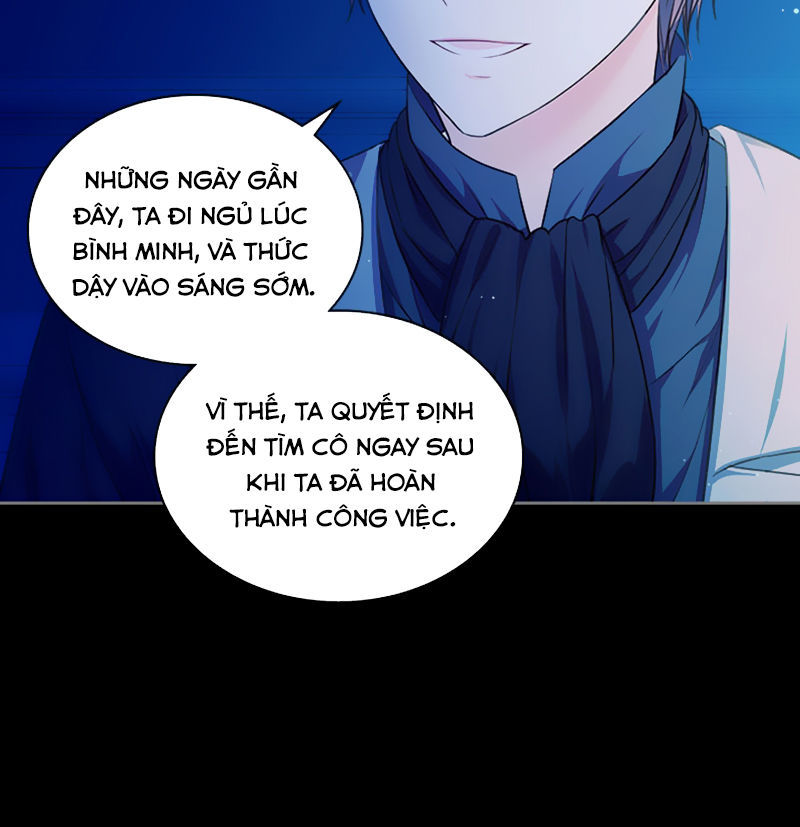 NHỮNG NGÀY GẦN
ĐÂY, TA ĐI NGỦ LÚC
BÌNH MINH, VÀ THỨC
DẬY VÀO SÁNG SỚM.
VÌ THẾ, TA QUYẾT ĐỊNH
ĐẾN TÌM CÔ NGAY SAU
KHI TA ĐÃ HOÀN
THÀNH CÔNG VIỆC.